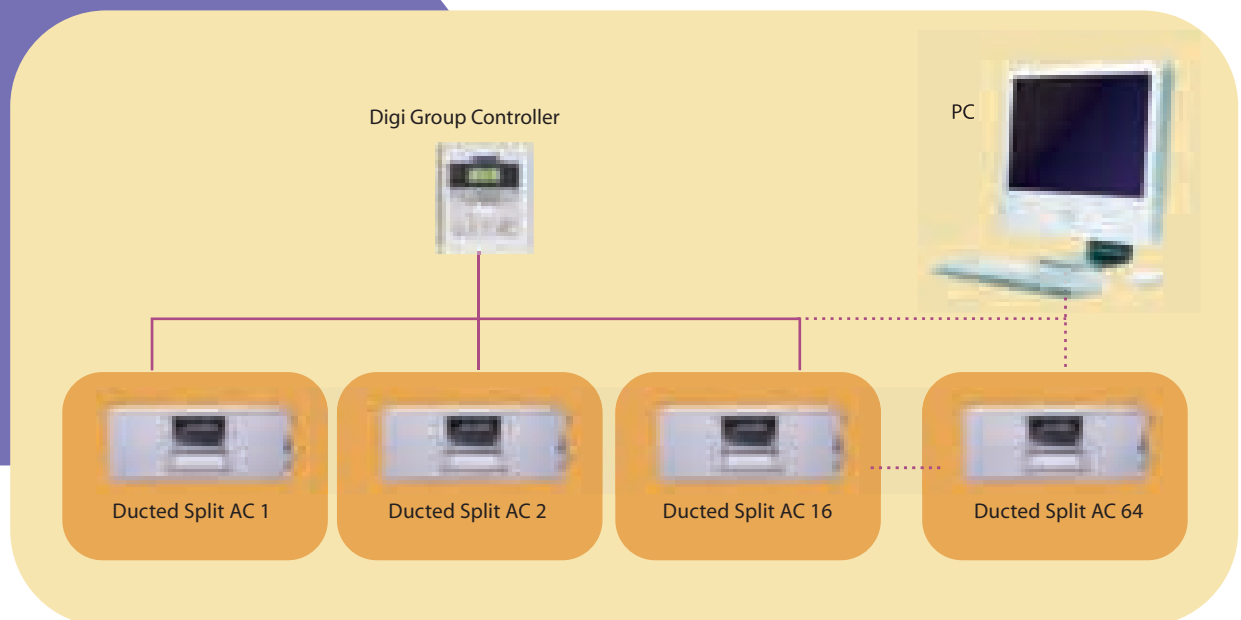 Digi Group Controller
PC
Ducted Split AC 1
Ducted Split AC 2
Ducted Split AC 16
Ducted Split AC 64